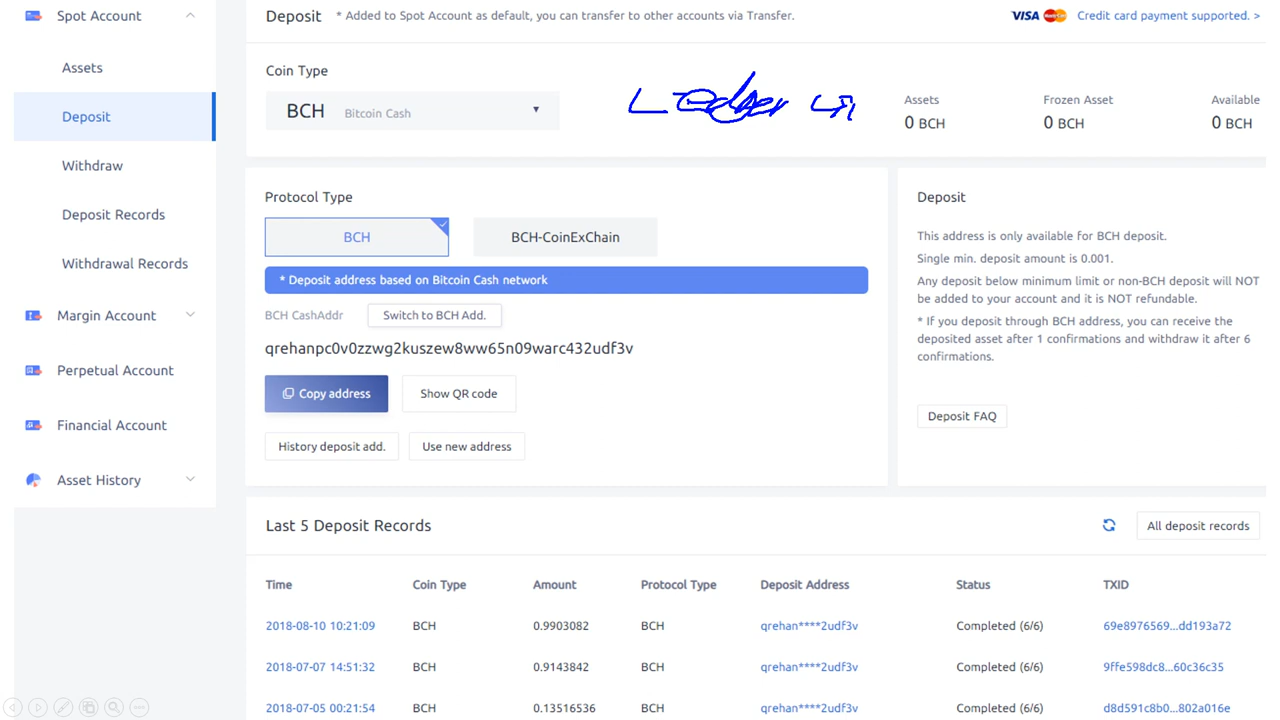 Spot Account
Assets
Deposit
Withdraw
Deposit Records
Withdrawal Records
Margin Account
Perpetual Account
Financial Account
Asset History
Deposit * Added to Spot Account as default, you can transfer to other accounts via Transfer.
VISA MasterCard Credit card payment supported. >
Coin Type
BCH Bitcoin Cash
Assets
0 BCH
Frozen Asset
0 BCH
Available
0 BCH
Protocol Type
BCH
BCH-CoinExChain
* Deposit address based on Bitcoin Cash network
BCH CashAddr Switch to BCH Add.
qrehanpc0v0zzwg2kuszew8ww65n09warc432udf3v
Copy address Show QR code
History deposit add. Use new address
Deposit
This address is only available for BCH deposit.
Single min. deposit amount is 0.001.
Any deposit below minimum limit or non-BCH deposit will NOT
be added to your account and it is NOT refundable.
* If you deposit through BCH address, you can receive the
deposited asset after 1 confirmations and withdraw it after 6
confirmations.
Deposit FAQ
Last 5 Deposit Records
All deposit records
Time Coin Type Amount Protocol Type Deposit Address Status TXID
2018-08-10 10:21:09 BCH 0.9903082 BCH qrehan****2udf3v Completed (6/6) 69e8976569...dd193a72
2018-07-07 14:51:32 BCH 0.9143842 BCH qrehan****2udf3v Completed (6/6) 9ffe598dc8...60c36c35
2018-07-05 00:21:54 BCH 0.13516536 BCH qrehan****2udf3v Completed (6/6) d8d591c8b0...802a016e